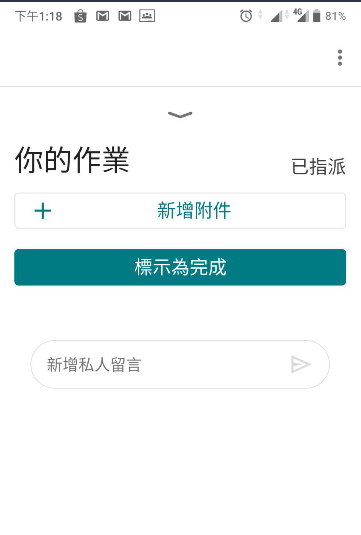 下午1:18
4G
81%
你的作業
已指派
新增附件
標示為完成
新增私人留言